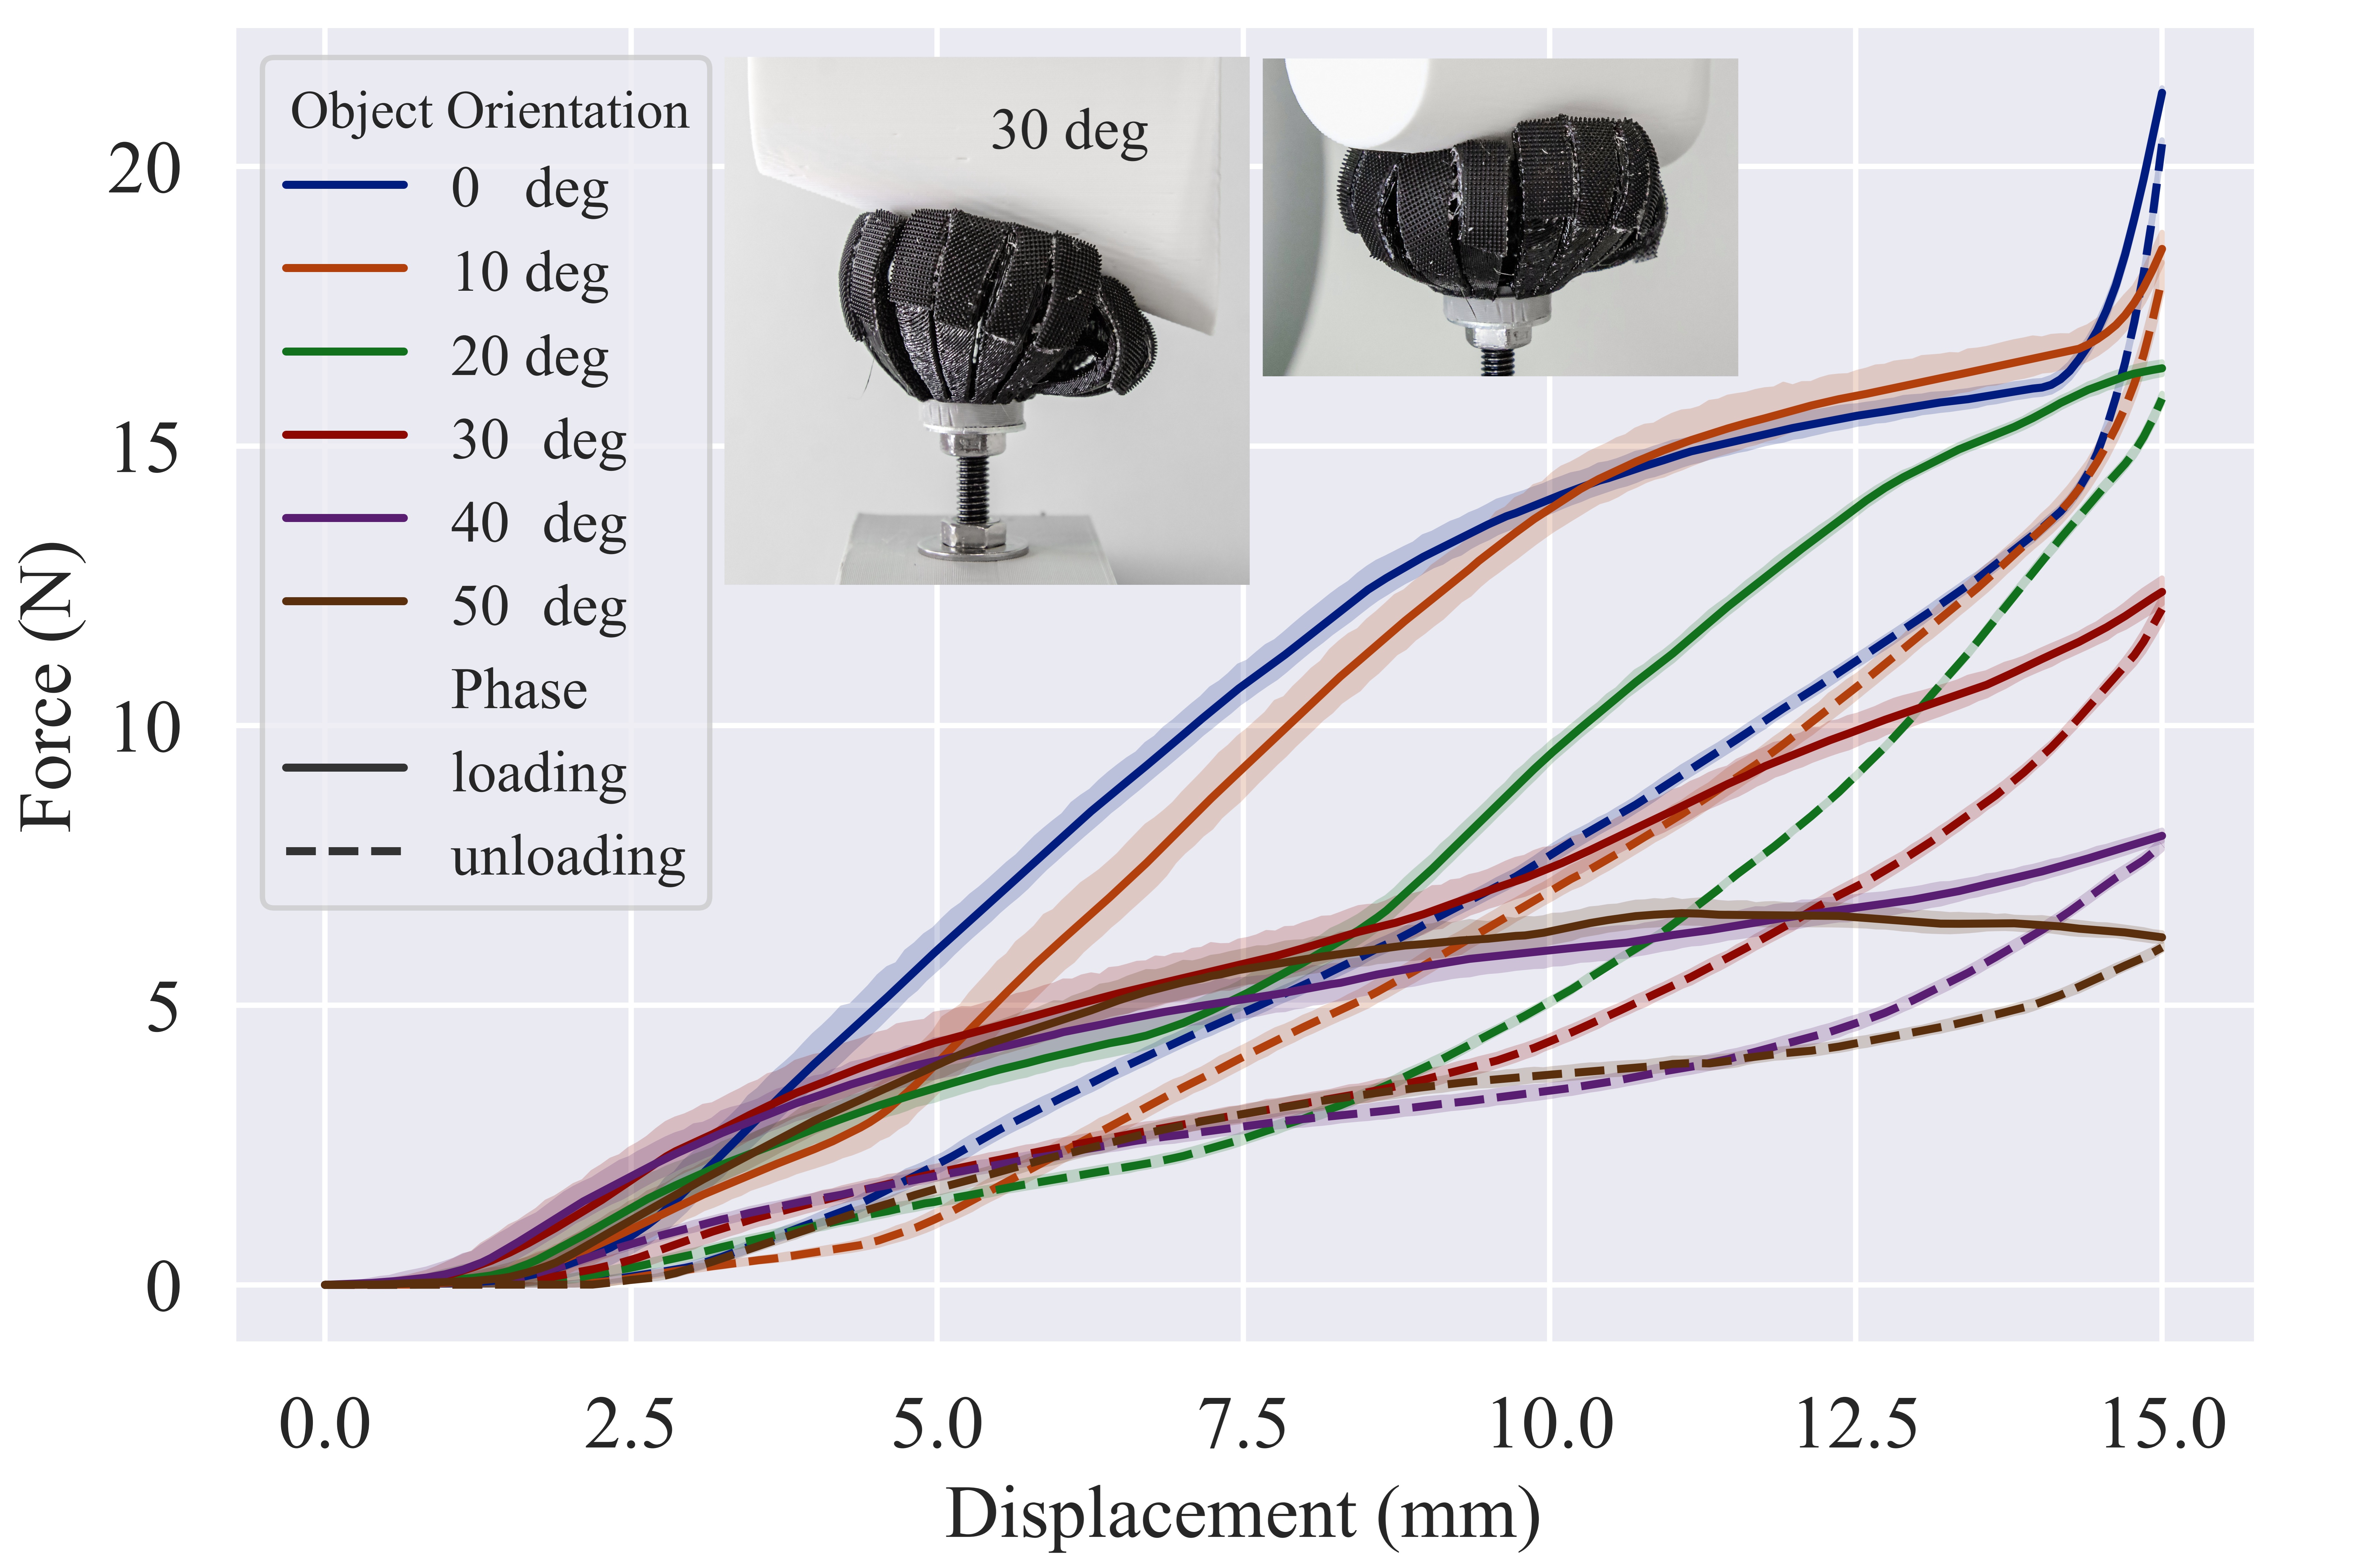 Object Orientation
0 deg
10 deg
20 deg
30 deg
40 deg
50 deg
Phase
loading
unloading
30 deg
Force (N)
20
15
10
5
0
0.0 2.5 5.0 7.5 10.0 12.5 15.0
Displacement (mm)